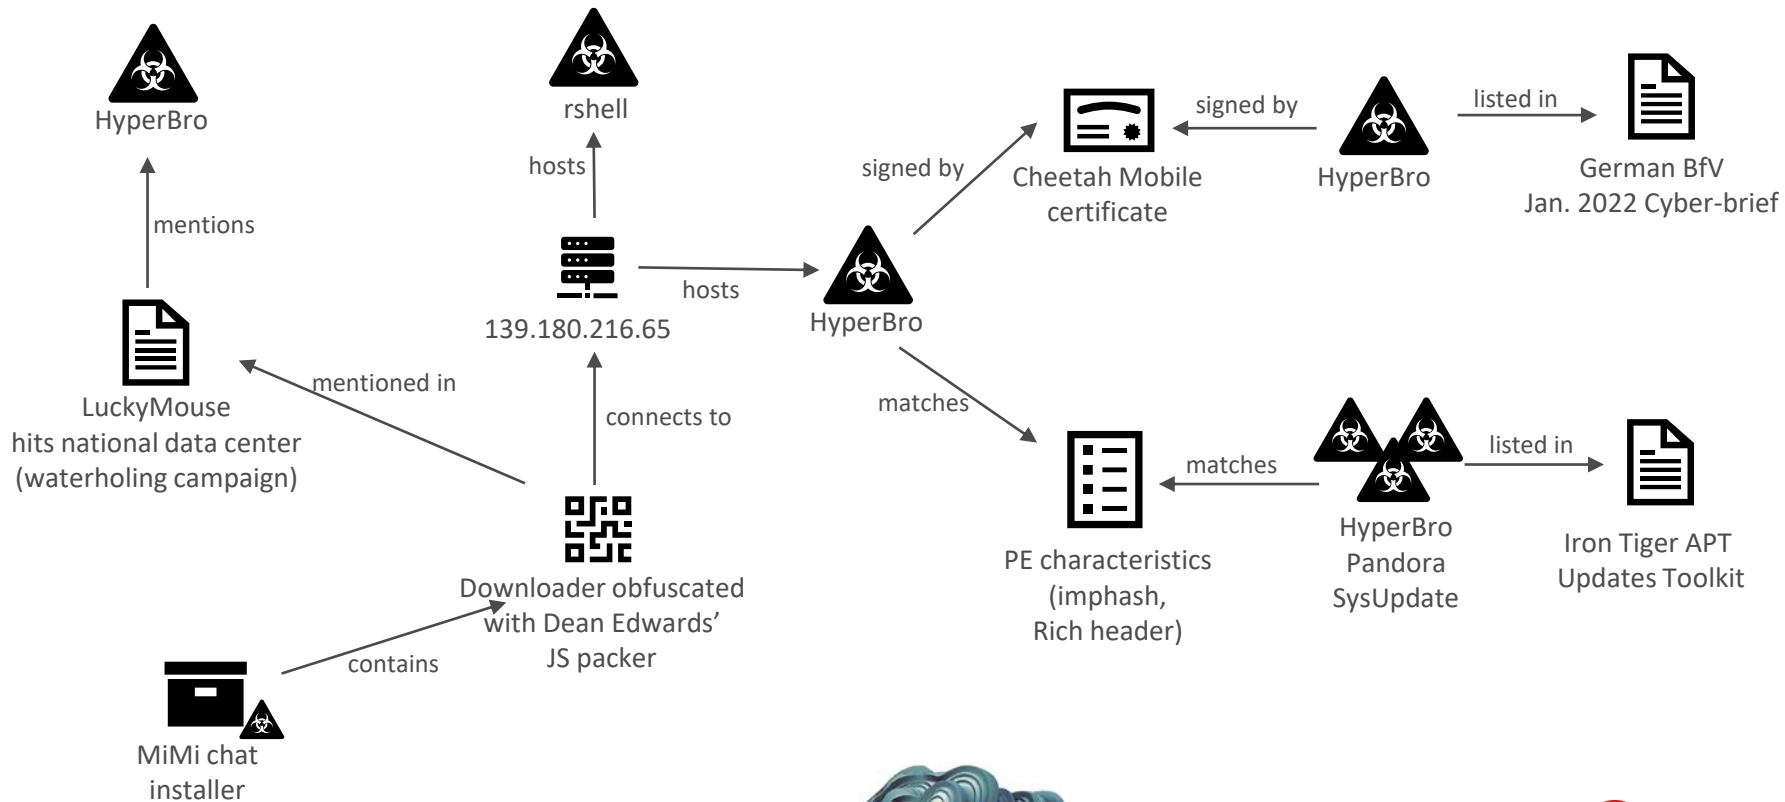 HyperBro
mentions
LuckyMouse
hits national data center
(waterholing campaign)
mentioned in
rshell
hosts
139.180.216.65
hosts
connects to
Downloader obfuscated
with Dean Edwards’
JS packer
contains
MiMi chat
installer
HyperBro
signed by
Cheetah Mobile
certificate
signed by
HyperBro
listed in
German BfV
Jan. 2022 Cyber-brief
matches
PE characteristics
(imphash,
Rich header)
matches
HyperBro
Pandora
SysUpdate
listed in
Iron Tiger APT
Updates Toolkit